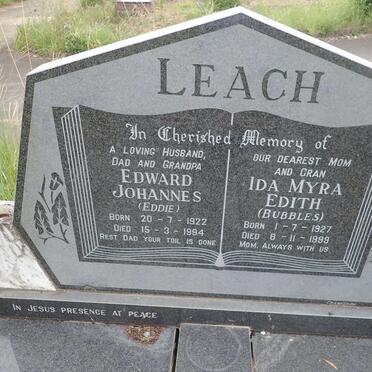 LEACH
In Cherished Memory of
A LOVING HUSBAND,
DAD AND GRANDPA
EDWARD
JOHANNES
(EDDIE)
BORN 20-7-1922
DIED 15-3-1994
REST DAD YOUR TOIL IS DONE
OUR DEAREST MOM
AND GRAN
IDA MYRA
EDITH
(BUBBLES)
BORN 1-7-1927
DIED 8-11-1999
MOM, ALWAYS WITH US
IN JESUS PRESENCE AT PEACE